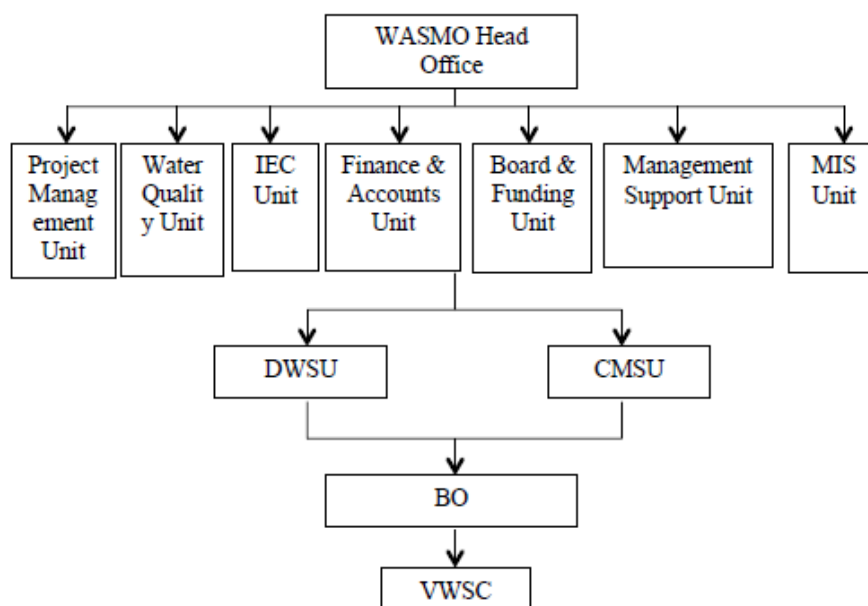 WASMO Head
Office
Project
Manag
ement
Unit
Water
Qualit
y Unit
IEC
Unit
Finance &
Accounts
Unit
Board &
Funding
Unit
Management
Support Unit
MIS
Unit
DWSU
CMSU
BO
VWSC